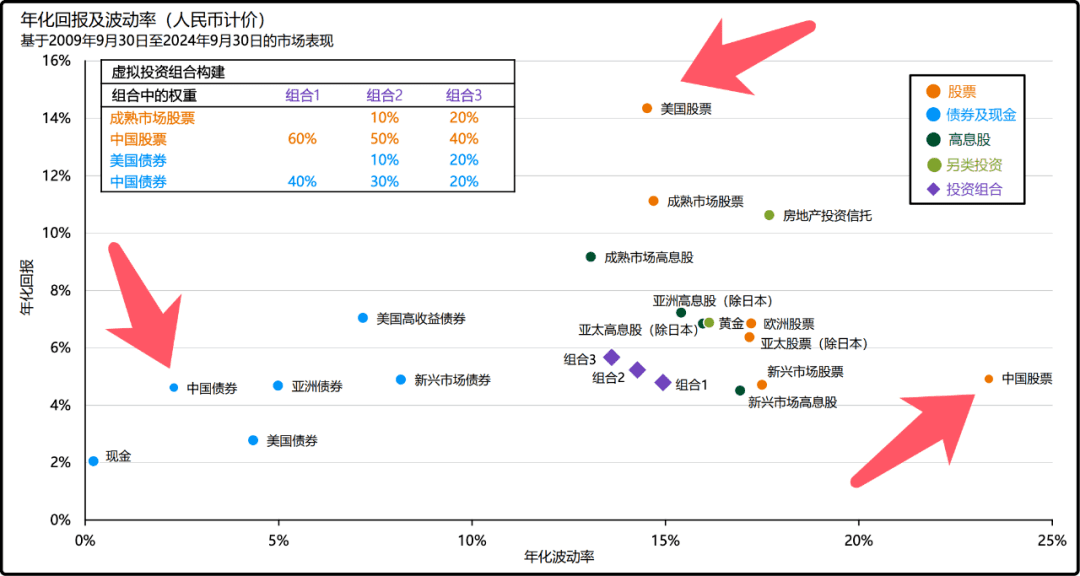 年化回报及波动率（人民币计价）
基于2009年9月30日至2024年9月30日的市场表现
16%
14%
12%
10%
8%
6%
4%
2%
0%
年化回报
虚拟投资组合构建
组合中的权重 组合1 组合2 组合3
成熟市场股票 10% 20%
中国股票 60% 50% 40%
美国债券 10% 20%
中国债券 40% 30% 20%
股票
债券及现金
高息股
另类投资
投资组合
美国股票
成熟市场股票
房地产投资信托
成熟市场高息股
亚洲高息股（除日本）
美国高收益债券
亚太高息股（除日本）
黄金
欧洲股票
亚太股票（除日本）
组合3
组合2
组合1
新兴市场股票
中国股票
中国债券
亚洲债券
新兴市场债券
新兴市场高息股
美国债券
现金
0% 5% 10% 15% 20% 25%
年化波动率